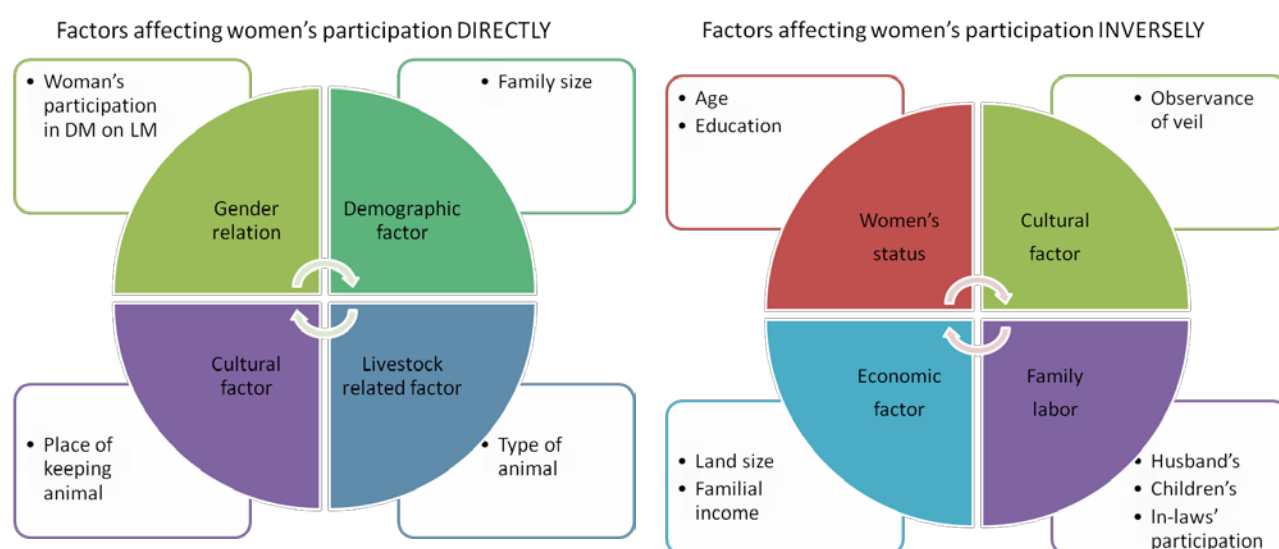 Factors affecting women's participation DIRECTLY
• Woman's
participation
in DM on LM
• Family size
Gender
relation
Demographic
factor
Cultural
factor
Livestock
related factor
• Place of
keeping
animal
• Type of
animal
Factors affecting women's participation INVERSELY
• Age
• Education
• Observance
of veil
Women's
status
Cultural
factor
Economic
factor
Family
labor
• Land size
• Familial
income
• Husband's
• Children's
• In-laws'
participation